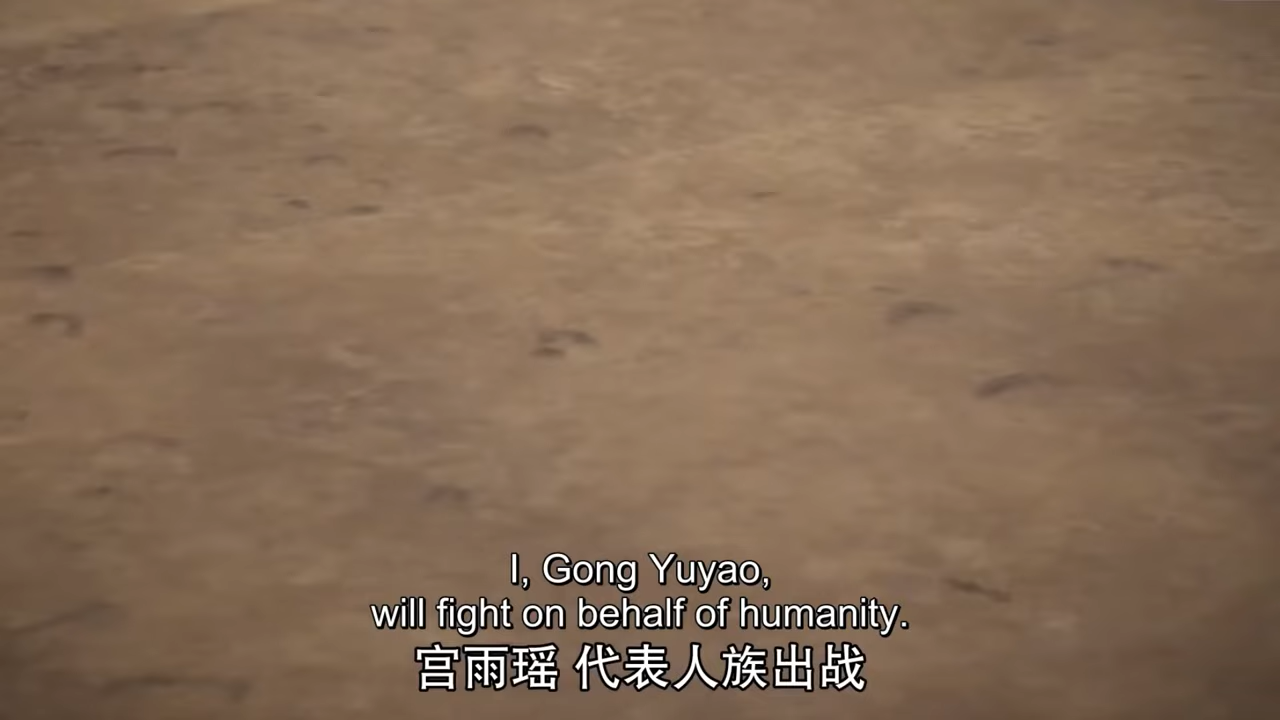 I, Gong Yuyao,
will fight on behalf of humanity.
宫雨瑶 代表人族出战